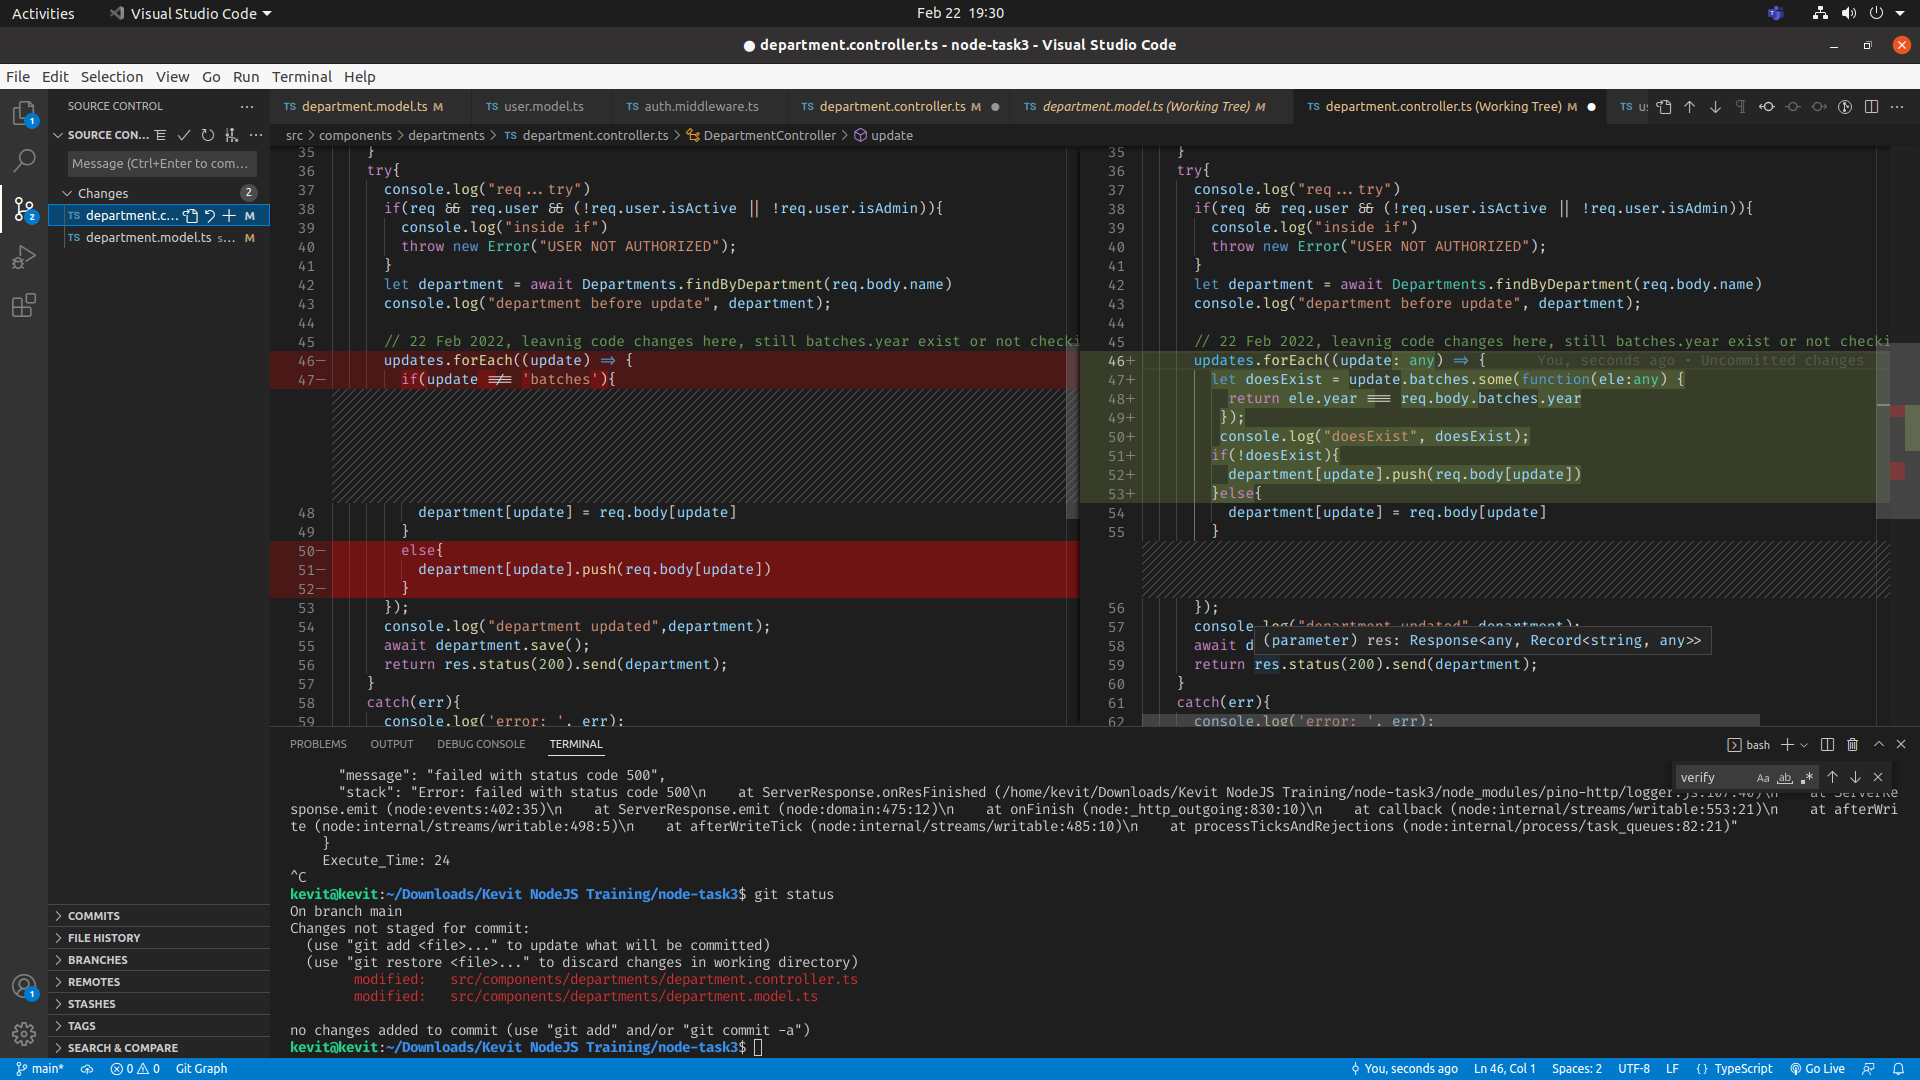 Activities
Visual Studio Code
Feb 22 19:30
● department.controller.ts - node-task3 - Visual Studio Code
File Edit Selection View Go Run Terminal Help
SOURCE CONTROL
TS department.model.ts M
TS user.model.ts
TS auth.middleware.ts
TS department.controller.ts M
TS department.model.ts (Working Tree) M
TS department.controller.ts (Working Tree) M
TS
SOURCE CON...
src > components > departments > TS department.controller.ts > DepartmentController > update
Message (Ctrl+Enter to com...
Changes 2
TS department.c... M
TS department.model.ts s... M
COMMITS
FILE HISTORY
BRANCHES
REMOTES
STASHES
TAGS
SEARCH & COMPARE
35 }
36 try{
37 console.log("req...try")
38 if(req && req.user && (!req.user.isActive || !req.user.isAdmin)){
39 console.log("inside if")
40 throw new Error("USER NOT AUTHORIZED");
41 }
42 let department = await Departments.findByDepartment(req.body.name)
43 console.log("department before update", department);
44
45 // 22 Feb 2022, leavnig code changes here, still batches.year exist or not checki
46− updates.forEach((update) => {
47− if(update !== 'batches'){
48 department[update] = req.body[update]
49 }
50− else{
51− department[update].push(req.body[update])
52− }
53 });
54 console.log("department updated",department);
55 await department.save();
56 return res.status(200).send(department);
57 }
58 catch(err){
59 console.log('error: ', err);
35 }
36 try{
37 console.log("req...try")
38 if(req && req.user && (!req.user.isActive || !req.user.isAdmin)){
39 console.log("inside if")
40 throw new Error("USER NOT AUTHORIZED");
41 }
42 let department = await Departments.findByDepartment(req.body.name)
43 console.log("department before update", department);
44
45 // 22 Feb 2022, leavnig code changes here, still batches.year exist or not checki
46+ updates.forEach((update: any) => { You, seconds ago • Uncommitted changes
47+ let doesExist = update.batches.some(function(ele:any) {
48+ return ele.year === req.body.batches.year
49+ });
50+ console.log("doesExist", doesExist);
51+ if(!doesExist){
52+ department[update].push(req.body[update])
53+ }else{
54 department[update] = req.body[update]
55 }
56 });
57 console.log("department updated",department);
(parameter) res: Response<any, Record<string, any>>
58 await d
59 return res.status(200).send(department);
60 }
61 catch(err){
62 console.log('error: ', err);
PROBLEMS OUTPUT DEBUG CONSOLE TERMINAL
bash
verify
Aa ab .*
"message": "failed with status code 500",
"stack": "Error: failed with status code 500\n at ServerResponse.onResFinished (/home/kevit/Downloads/Kevit NodeJS Training/node-task3/node_modules/pino-http/logger.js:107:40)\n at ServerRe
sponse.emit (node:events:402:35)\n at ServerResponse.emit (node:domain:475:12)\n at onFinish (node:_http_outgoing:830:10)\n at callback (node:internal/streams/writable:553:21)\n at afterWri
te (node:internal/streams/writable:498:5)\n at afterWriteTick (node:internal/streams/writable:485:10)\n at processTicksAndRejections (node:internal/process/task_queues:82:21)"
}
Execute_Time: 24
^C
kevit@kevit:~/Downloads/Kevit NodeJS Training/node-task3$ git status
On branch main
Changes not staged for commit:
(use "git add <file>..." to update what will be committed)
(use "git restore <file>..." to discard changes in working directory)
modified: src/components/departments/department.controller.ts
modified: src/components/departments/department.model.ts
no changes added to commit (use "git add" and/or "git commit -a")
kevit@kevit:~/Downloads/Kevit NodeJS Training/node-task3$
main* 0 0 Git Graph
You, seconds ago Ln 46, Col 1 Spaces: 2 UTF-8 LF { } TypeScript Go Live